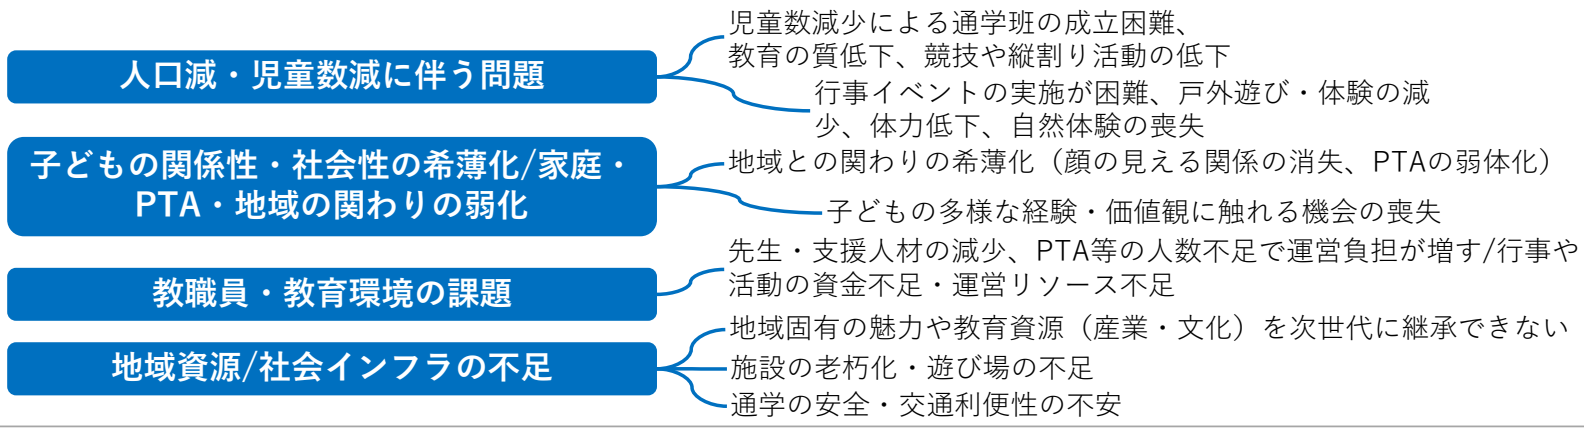 人口減・児童数減に伴う問題
児童数減少による通学班の成立困難、
教育の質低下、競技や縦割り活動の低下
行事イベントの実施が困難、戸外遊び・体験の減
少、体力低下、自然体験の喪失
子どもの関係性・社会性の希薄化/家庭・
PTA・地域の関わりの弱化
地域との関わりの希薄化（顔の見える関係の消失、PTAの弱体化）
子どもの多様な経験・価値観に触れる機会の喪失
教職員・教育環境の課題
先生・支援人材の減少、PTA等の人数不足で運営負担が増す/行事や
活動の資金不足・運営リソース不足
地域資源/社会インフラの不足
地域固有の魅力や教育資源（産業・文化）を次世代に継承できない
施設の老朽化・遊び場の不足
通学の安全・交通利便性の不安